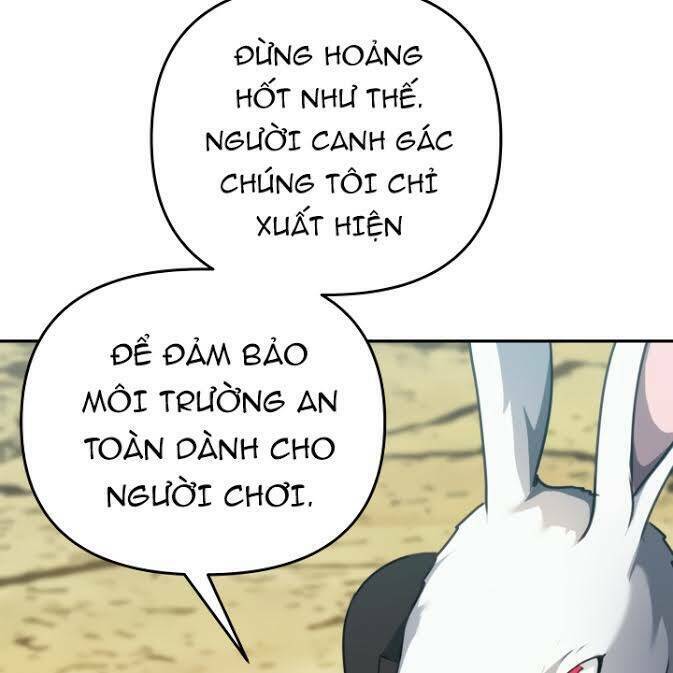 ĐỪNG HOẢNG
HỐT NHƯ THẾ.
NGƯỜI CANH GÁC
CHÚNG TÔI CHỈ
XUẤT HIỆN
ĐỂ ĐẢM BẢO
MÔI TRƯỜNG AN
TOÀN DÀNH CHO
NGƯỜI CHƠI.